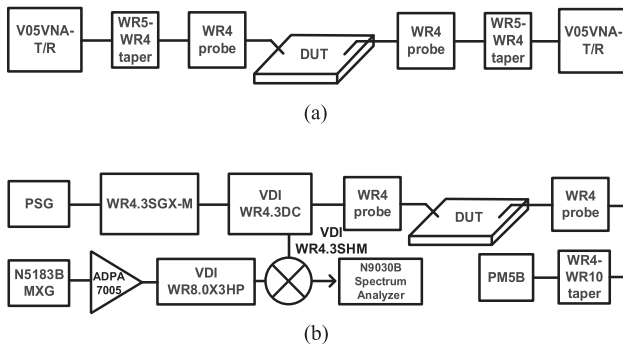 V05VNA-
T/R
WR5-
WR4
taper
WR4
probe
DUT
WR4
probe
WR5-
WR4
taper
V05VNA-
T/R
(a)
PSG
WR4.3SGX-M
VDI
WR4.3DC
WR4
probe
DUT
WR4
probe
VDI
WR4.3SHM
N5183B
MXG
ADPA
7005
VDI
WR8.0X3HP
N9030B
Spectrum
Analyzer
PM5B
WR4-
WR10
taper
(b)